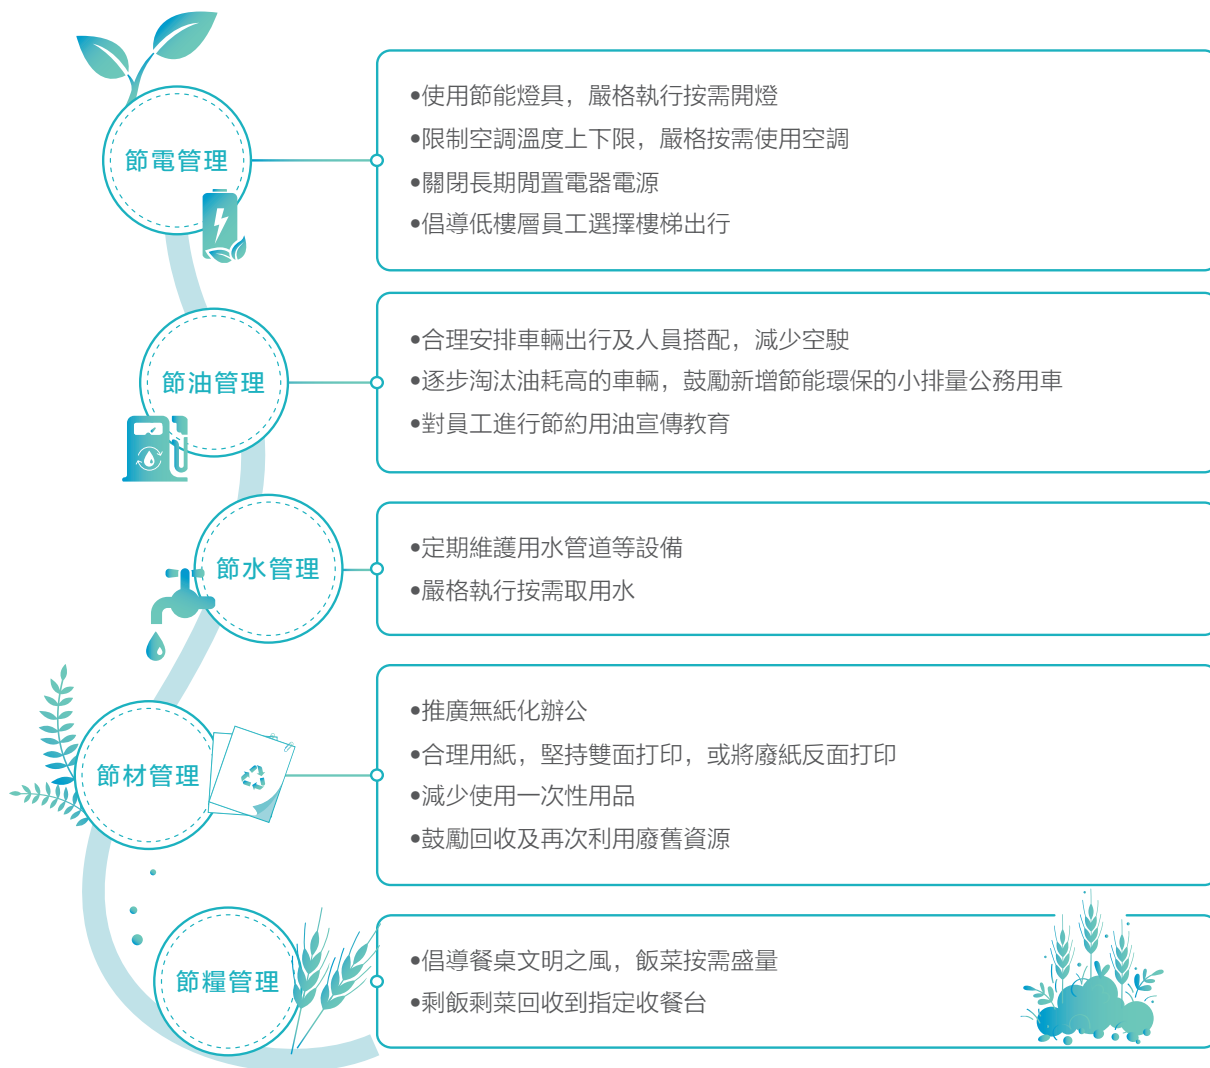 節電管理
•使用節能燈具，嚴格執行按需開燈
•限制空調溫度上下限，嚴格按需使用空調
•關閉長期閒置電器電源
•倡導低樓層員工選擇樓梯出行
節油管理
•合理安排車輛出行及人員搭配，減少空駛
•逐步淘汰油耗高的車輛，鼓勵新增節能環保的小排量公務用車
•對員工進行節約用油宣傳教育
節水管理
•定期維護用水管道等設備
•嚴格執行按需取用水
節材管理
•推廣無紙化辦公
•合理用紙，堅持雙面打印，或將廢紙反面打印
•減少使用一次性用品
•鼓勵回收及再次利用廢舊資源
節糧管理
•倡導餐桌文明之風，飯菜按需盛量
•剩飯剩菜回收到指定收餐台